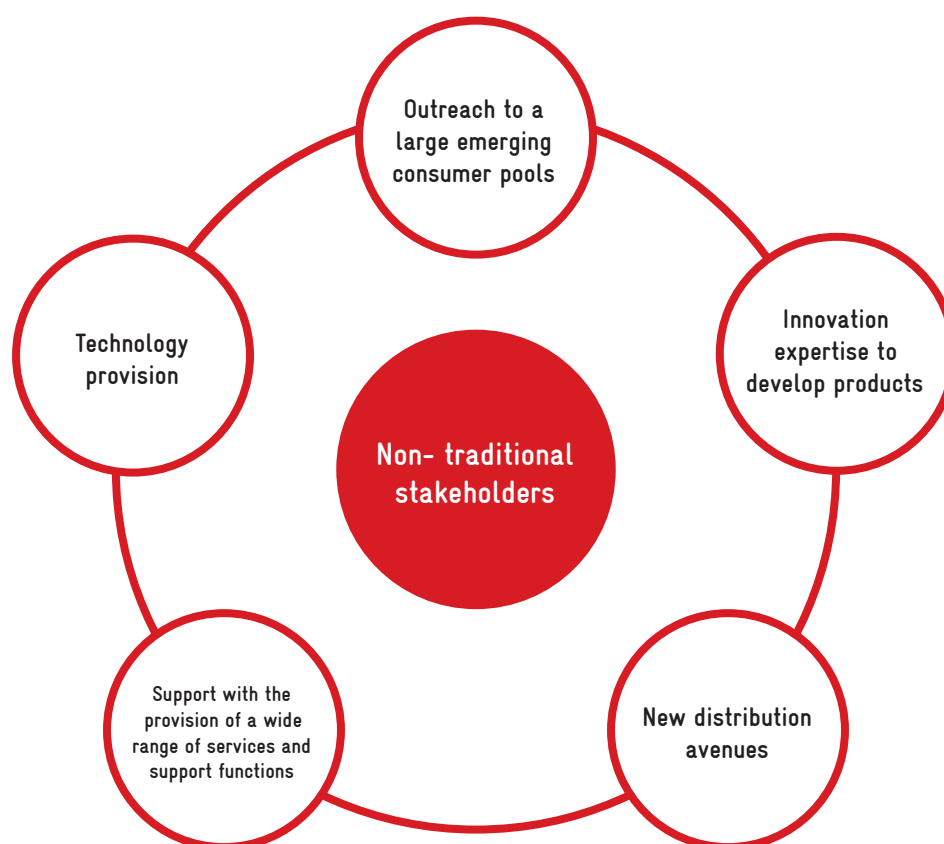 Outreach to a
large emerging
consumer pools
Innovation
expertise to
develop products
Technology
provision
Non- traditional
stakeholders
Support with the
provision of a wide
range of services and
support functions
New distribution
avenues